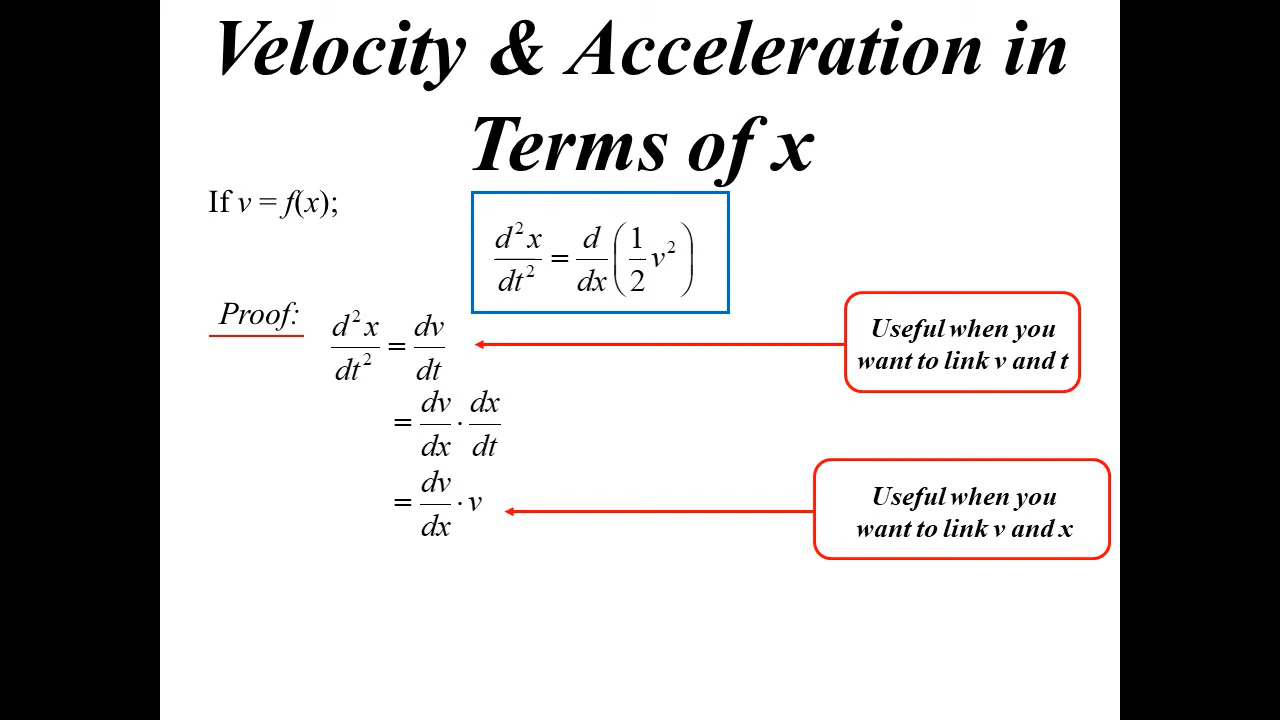 Velocity & Acceleration in
Terms of x
If v = f(x);
d²x/dt² = d/dx (1/2 v²)
Proof:
d²x/dt² = dv/dt
Useful when you
want to link v and t
= dv/dx · dx/dt
= dv/dx · v
Useful when you
want to link v and x